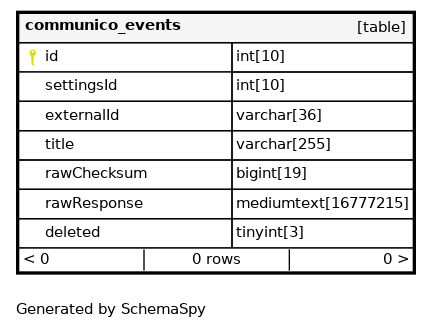 communico_events [table]
id int[10]
settingsId int[10]
externalId varchar[36]
title varchar[255]
rawChecksum bigint[19]
rawResponse mediumtext[16777215]
deleted tinyint[3]
< 0 0 rows 0 >
Generated by SchemaSpy